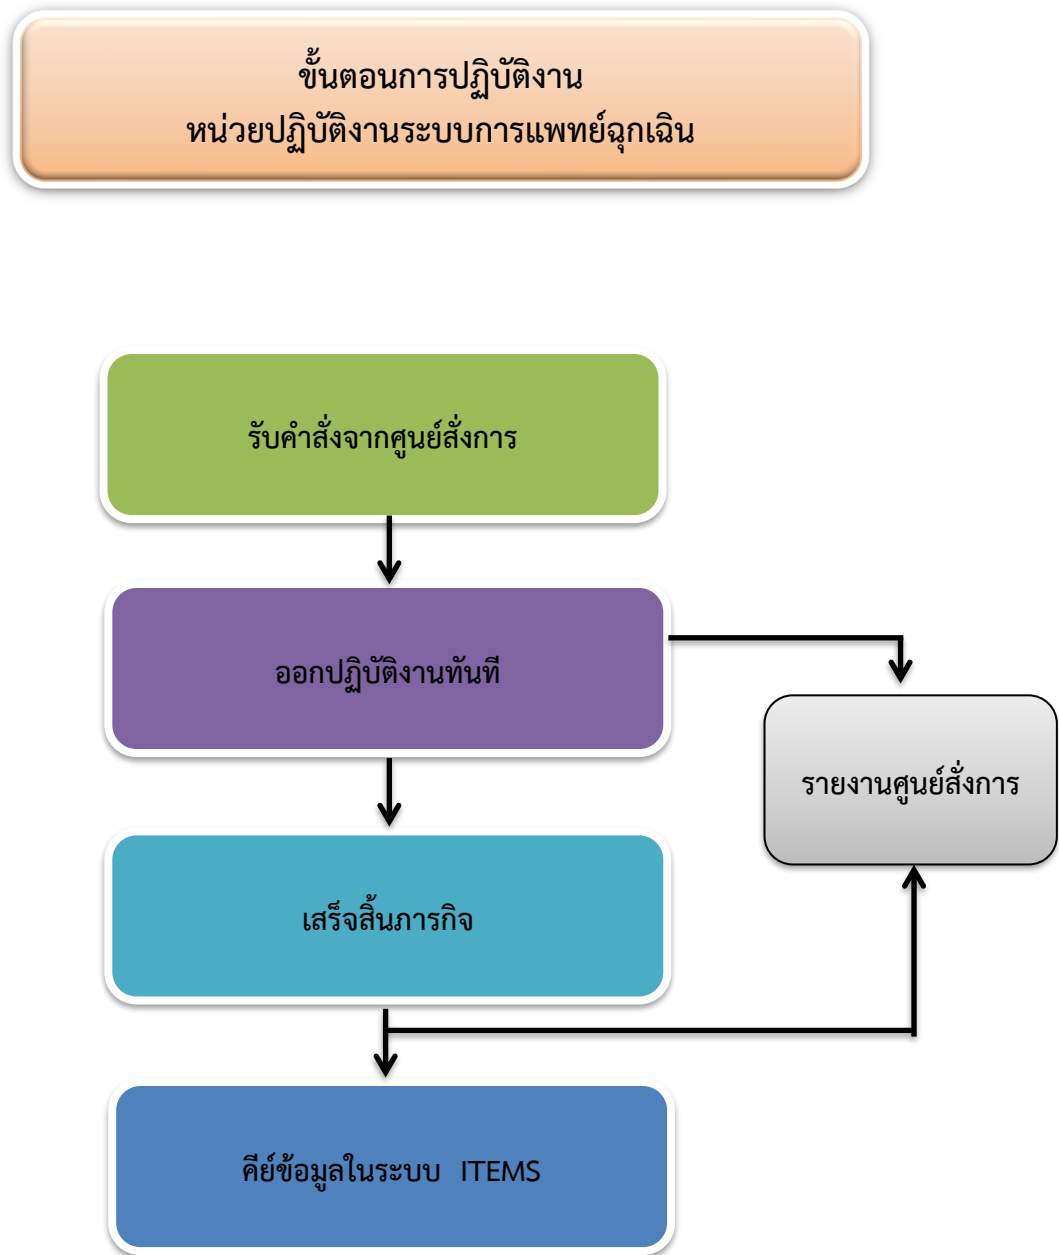 ขั้นตอนการปฏิบัติงาน
หน่วยปฏิบัติงานระบบการแพทย์ฉุกเฉิน
รับคำสั่งจากศูนย์สั่งการ
ออกปฏิบัติงานทันที
รายงานศูนย์สั่งการ
เสร็จสิ้นภารกิจ
คีย์ข้อมูลในระบบ ITEMS